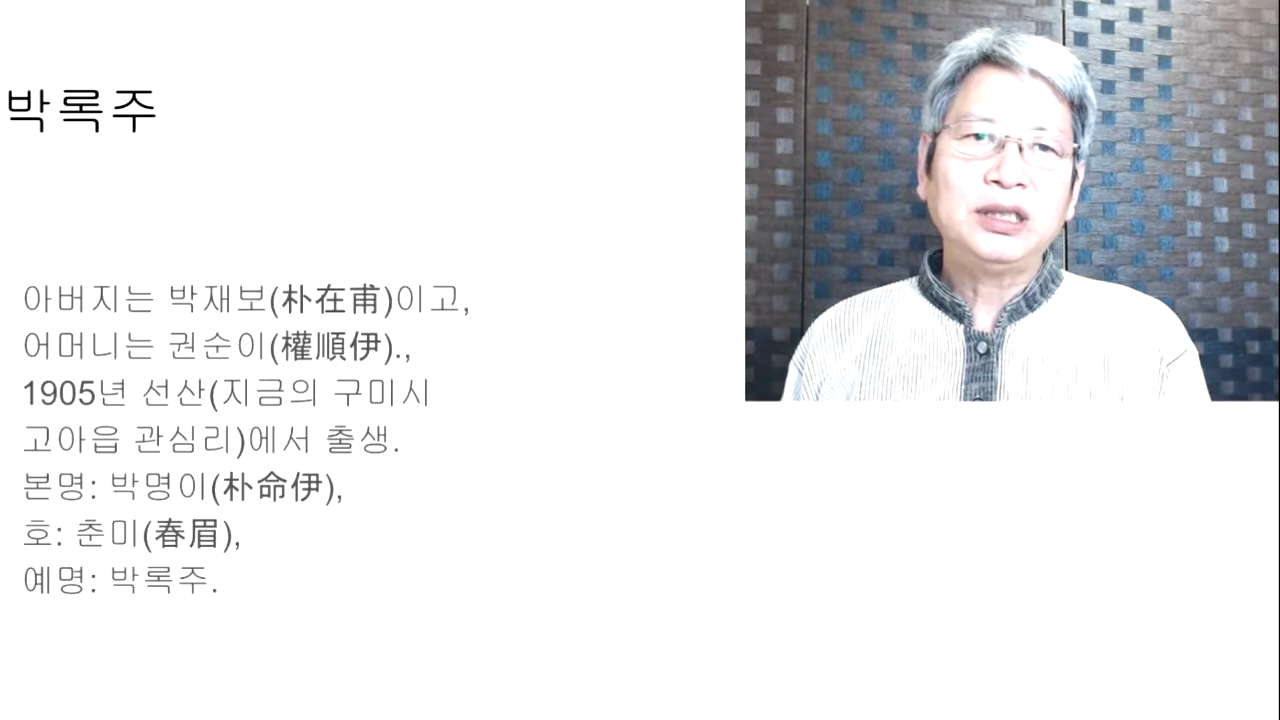 박록주
아버지는 박재보(朴在甫)이고,
어머니는 권순이(權順伊).,
1905년 선산(지금의 구미시
고아읍 관심리)에서 출생.
본명: 박명이(朴命伊),
호: 춘미(春眉),
예명: 박록주.